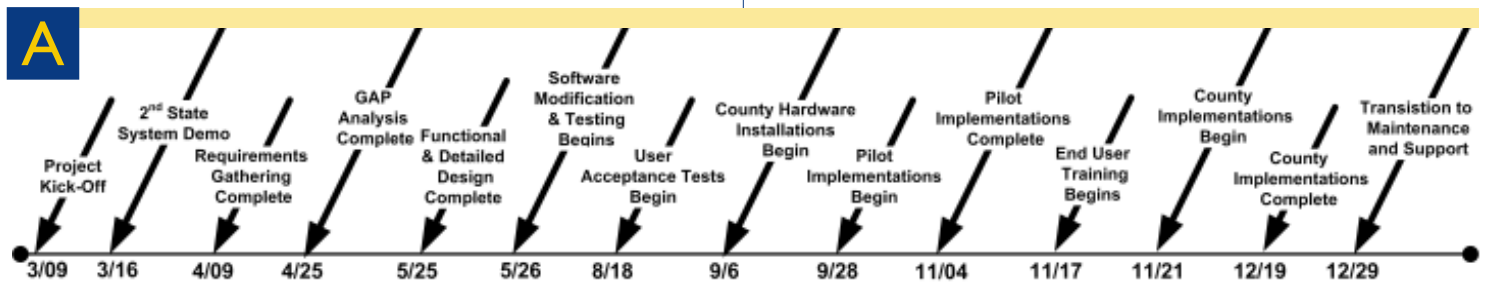 A
Project
Kick-Off
2nd State
System Demo
Requirements
Gathering
Complete
GAP
Analysis
Complete
Functional
& Detailed
Design
Complete
Software
Modification
& Testing
Begins
User
Acceptance Tests
Begin
County Hardware
Installations
Begin
Pilot
Implementations
Begin
Pilot
Implementations
Complete
End User
Training
Begins
County
Implementations
Begin
County
Implementations
Complete
Transistion to
Maintenance
and Support
3/09 3/16 4/09 4/25 5/25 5/26 8/18 9/6 9/28 11/04 11/17 11/21 12/19 12/29